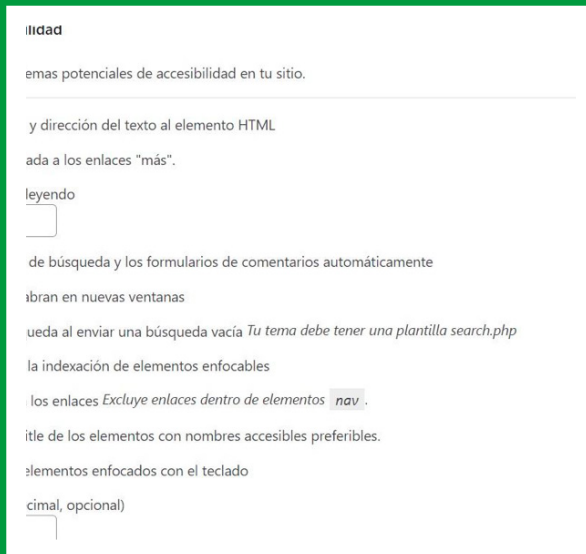 emas potenciales de accesibilidad en tu sitio.
y dirección del texto al elemento HTML
ada a los enlaces "más".
leyendo
de búsqueda y los formularios de comentarios automáticamente
abran en nuevas ventanas
ueda al enviar una búsqueda vacía Tu tema debe tener una plantilla search.php
la indexación de elementos enfocables
los enlaces Excluye enlaces dentro de elementos nav .
itle de los elementos con nombres accesibles preferibles.
elementos enfocados con el teclado
cimal, opcional)